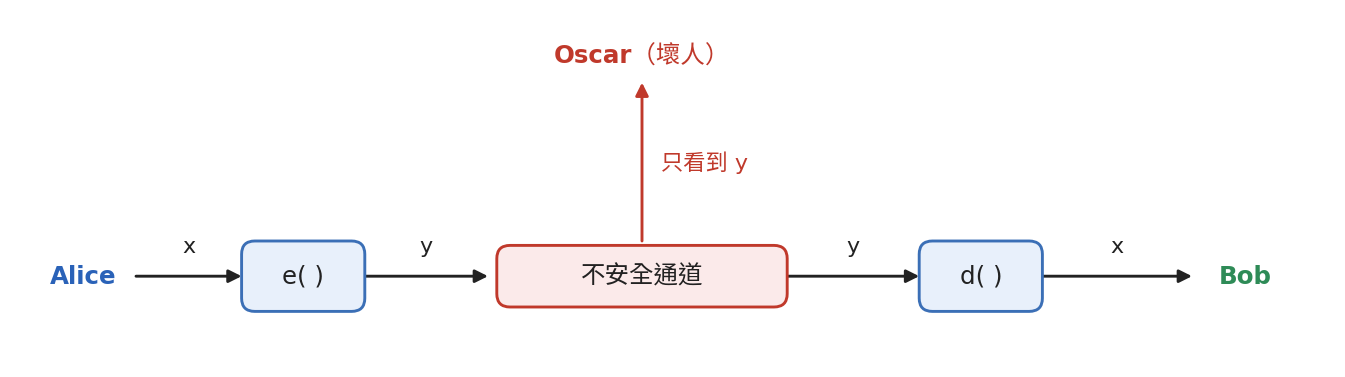 Oscar（壞人）
只看到 y
x
y
y
x
Alice
e( )
不安全通道
d( )
Bob